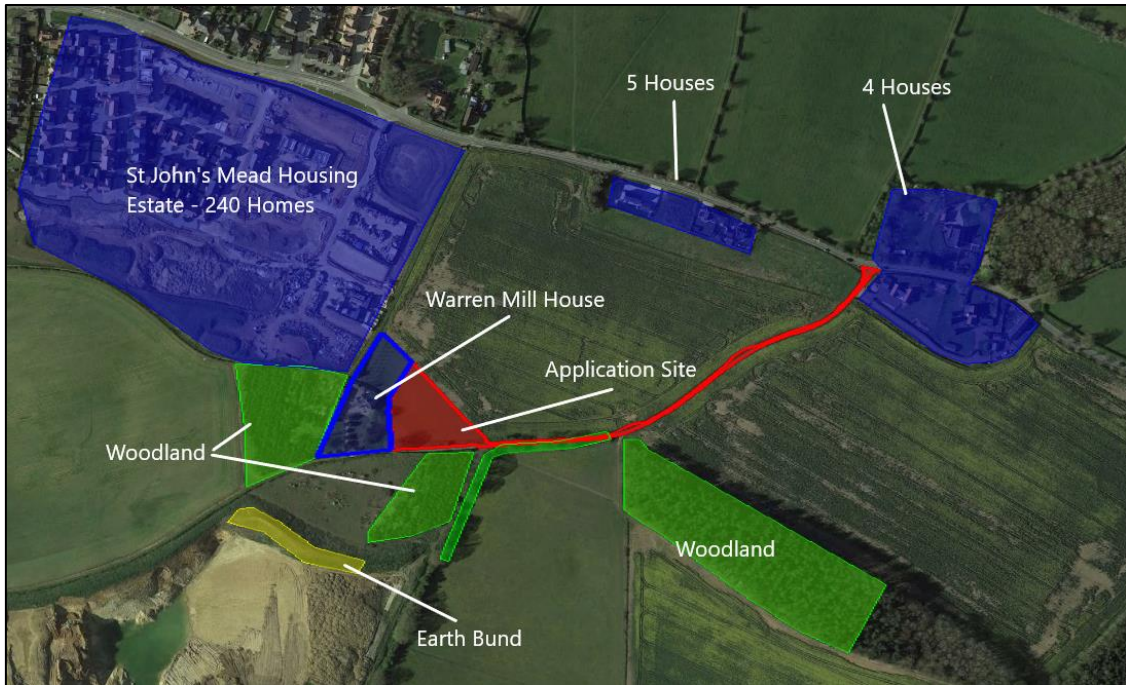 5 Houses
4 Houses
St John's Mead Housing
Estate - 240 Homes
Warren Mill House
Application Site
Woodland
Woodland
Earth Bund